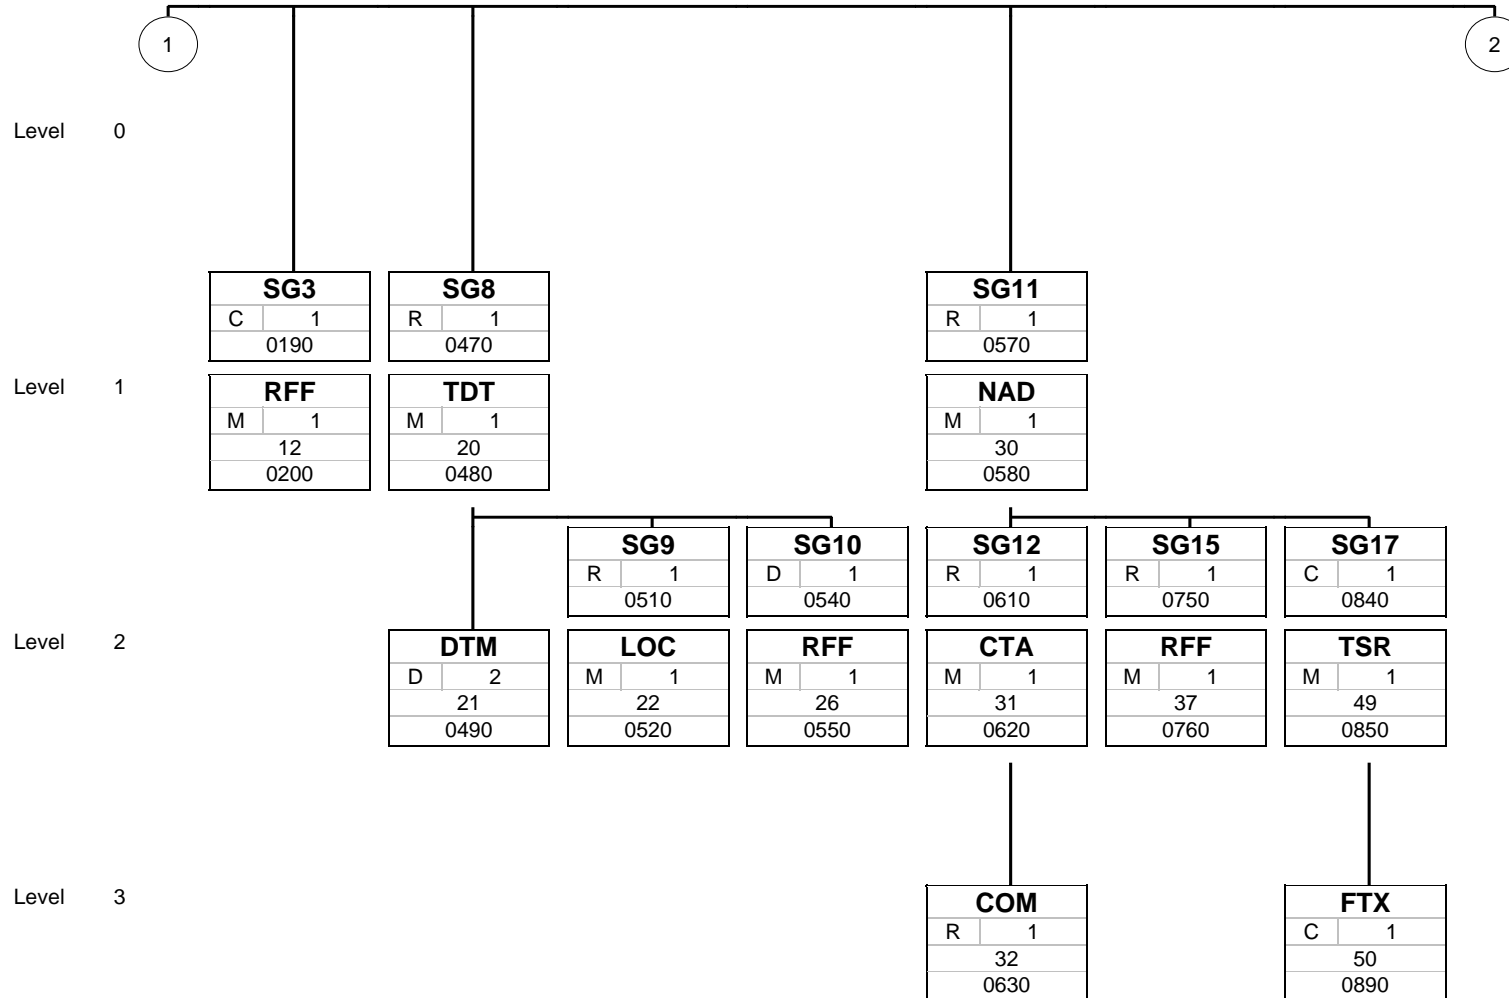 1 2
Level 0
SG3 SG8 SG11
C 1 R 1 R 1
0190 0470 0570
Level 1 RFF TDT NAD
M 1 M 1 M 1
12 20 30
0200 0480 0580
SG9 SG10 SG12 SG15 SG17
R 1 D 1 R 1 R 1 C 1
0510 0540 0610 0750 0840
Level 2 DTM LOC RFF CTA RFF TSR
D 2 M 1 M 1 M 1 M 1 M 1
21 22 26 31 37 49
0490 0520 0550 0620 0760 0850
Level 3 COM FTX
R 1 C 1
32 50
0630 0890